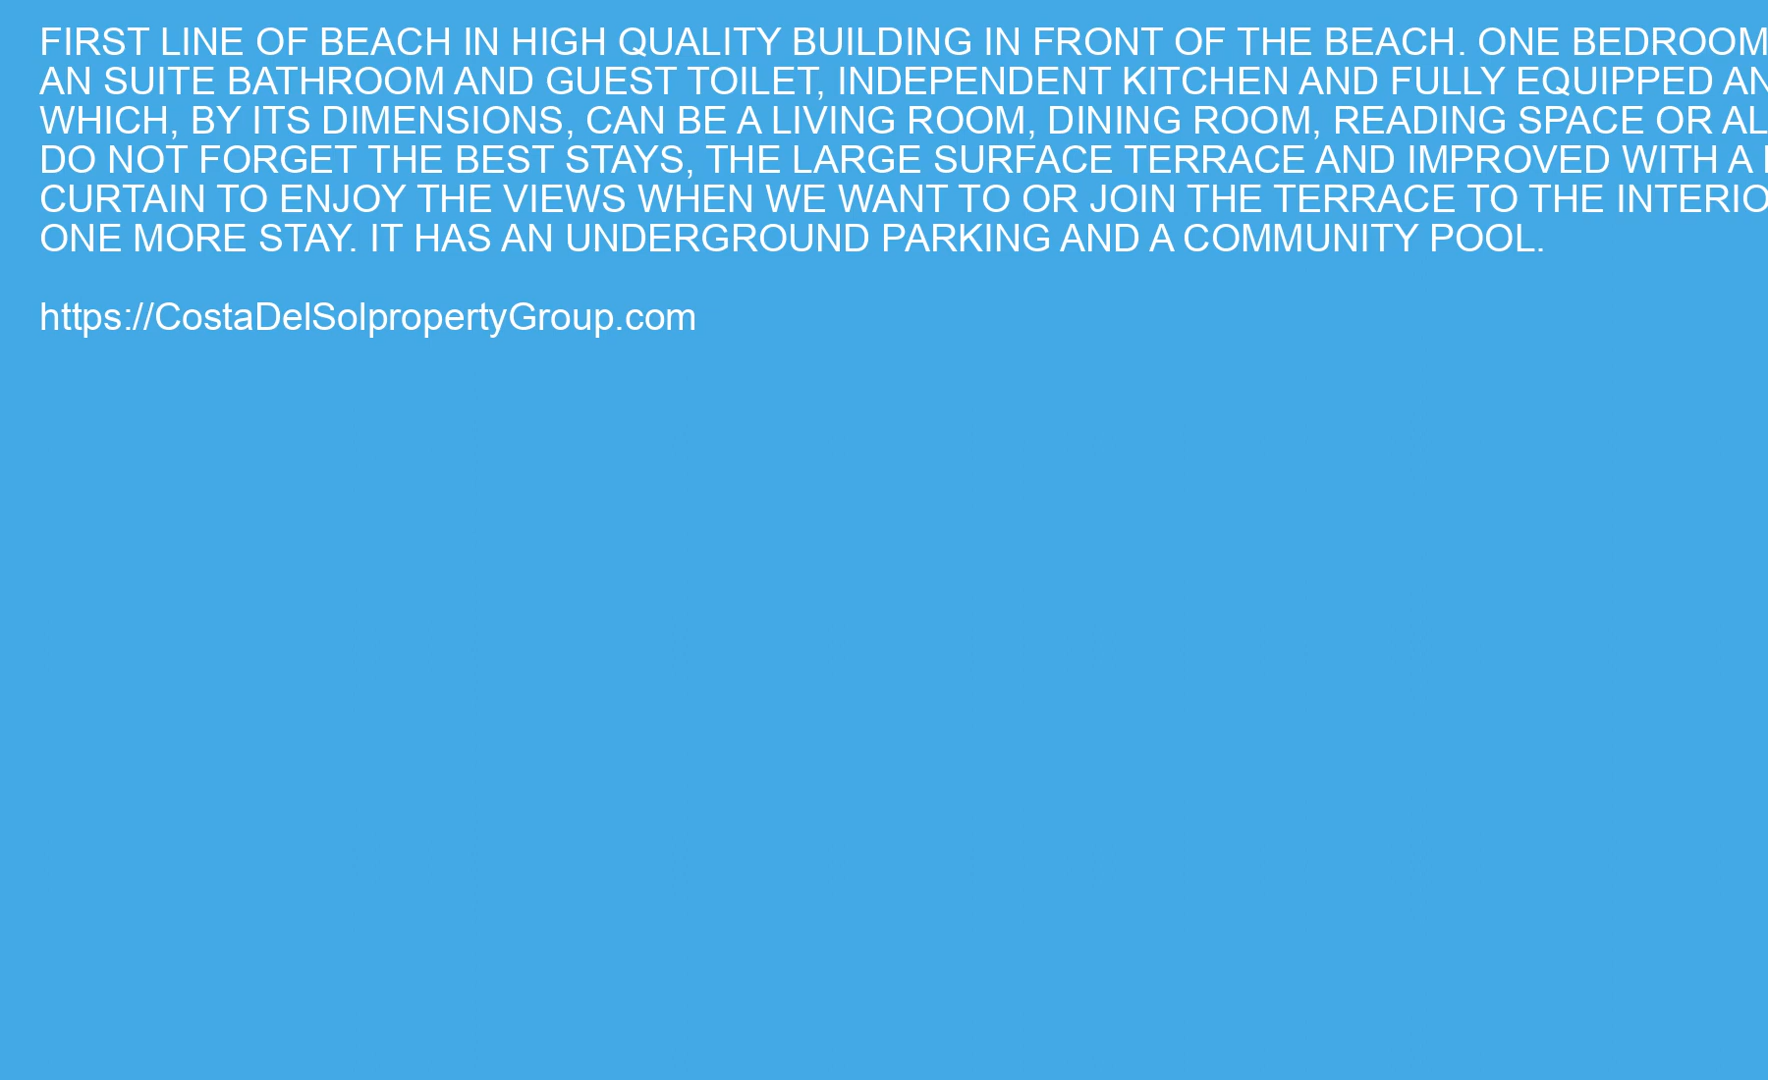 FIRST LINE OF BEACH IN HIGH QUALITY BUILDING IN FRONT OF THE BEACH. ONE BEDROOM
AN SUITE BATHROOM AND GUEST TOILET, INDEPENDENT KITCHEN AND FULLY EQUIPPED AN
WHICH, BY ITS DIMENSIONS, CAN BE A LIVING ROOM, DINING ROOM, READING SPACE OR AL
DO NOT FORGET THE BEST STAYS, THE LARGE SURFACE TERRACE AND IMPROVED WITH A
CURTAIN TO ENJOY THE VIEWS WHEN WE WANT TO OR JOIN THE TERRACE TO THE INTERIO
ONE MORE STAY. IT HAS AN UNDERGROUND PARKING AND A COMMUNITY POOL.
https://CostaDelSolpropertyGroup.com